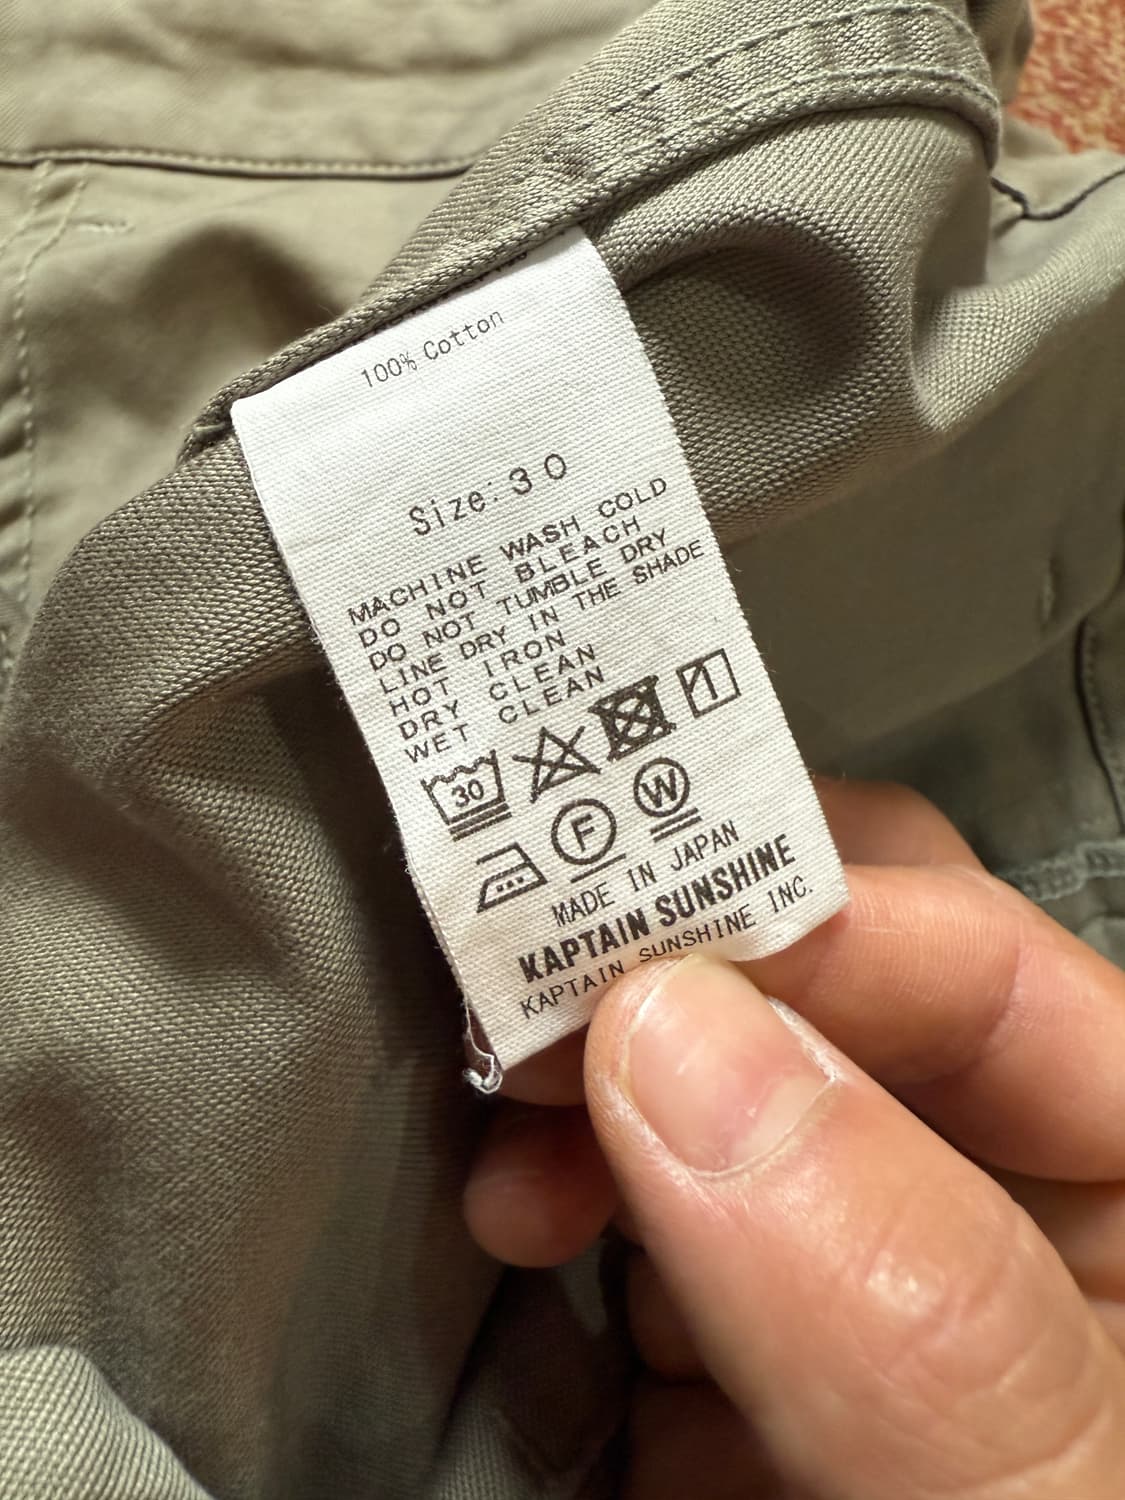 100% Cotton
Size: 30
MACHINE WASH COLD
DO NOT BLEACH
DO NOT TUMBLE DRY
LINE DRY IN THE SHADE
HOT IRON
DRY CLEAN
WET CLEAN
30
F
W
MADE IN JAPAN
KAPTAIN SUNSHINE
KAPTAIN SUNSHINE INC.